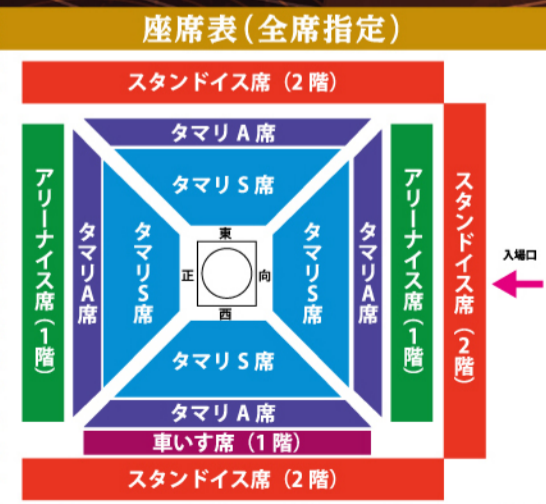 座席表(全席指定)
スタンドイス席（2階）
タマリA席
タマリS席
アリーナイス席（1階）
タマリA席
タマリS席
東
正
向
西
タマリS席
タマリA席
アリーナイス席（1階）
スタンドイス席（2階）
入場口
タマリS席
タマリA席
車いす席（1階）
スタンドイス席（2階）